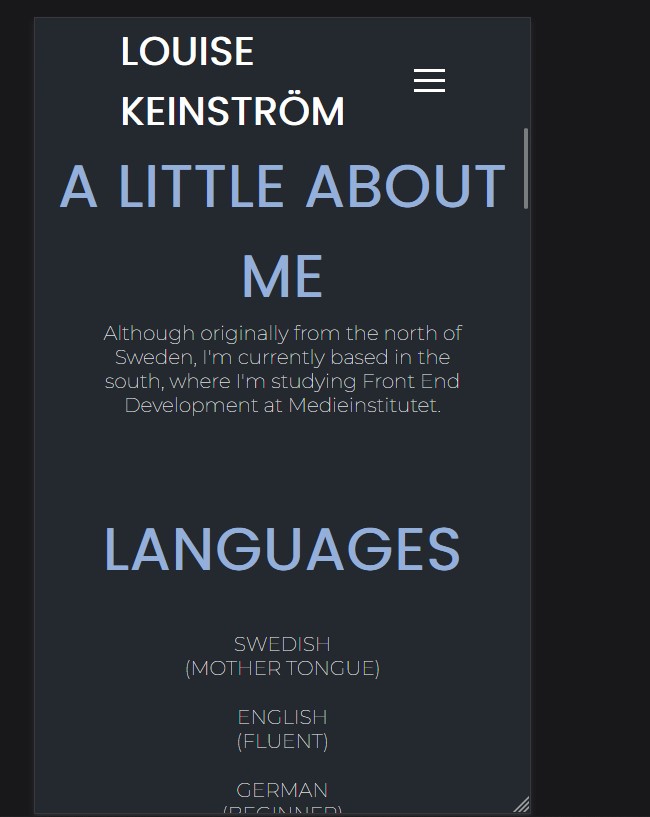 LOUISE
KEINSTRÖM
A LITTLE ABOUT
ME
Although originally from the north of
Sweden, I'm currently based in the
south, where I'm studying Front End
Development at Medieinstitutet.
LANGUAGES
SWEDISH
(MOTHER TONGUE)
ENGLISH
(FLUENT)
GERMAN
(BEGINNER)